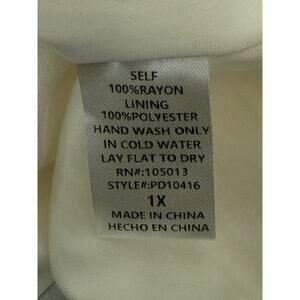 SELF
100%RAYON
LINING
100%POLYESTER
HAND WASH ONLY
IN COLD WATER
LAY FLAT TO DRY
RN#:105013
STYLE#:PD10416
1X
MADE IN CHINA
HECHO EN CHINA